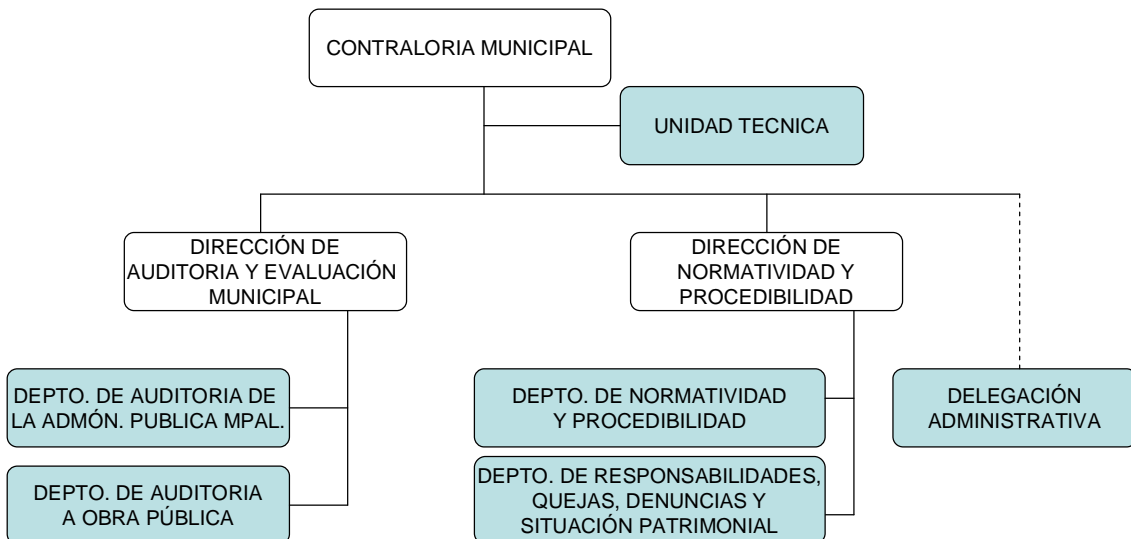 CONTRALORIA MUNICIPAL
UNIDAD TECNICA
DIRECCIÓN DE
AUDITORIA Y EVALUACIÓN
MUNICIPAL
DIRECCIÓN DE
NORMATIVIDAD Y
PROCEDIBILIDAD
DEPTO. DE AUDITORIA DE
LA ADMÓN. PUBLICA MPAL.
DEPTO. DE NORMATIVIDAD
Y PROCEDIBILIDAD
DELEGACIÓN
ADMINISTRATIVA
DEPTO. DE AUDITORIA
A OBRA PÚBLICA
DEPTO. DE RESPONSABILIDADES,
QUEJAS, DENUNCIAS Y
SITUACIÓN PATRIMONIAL